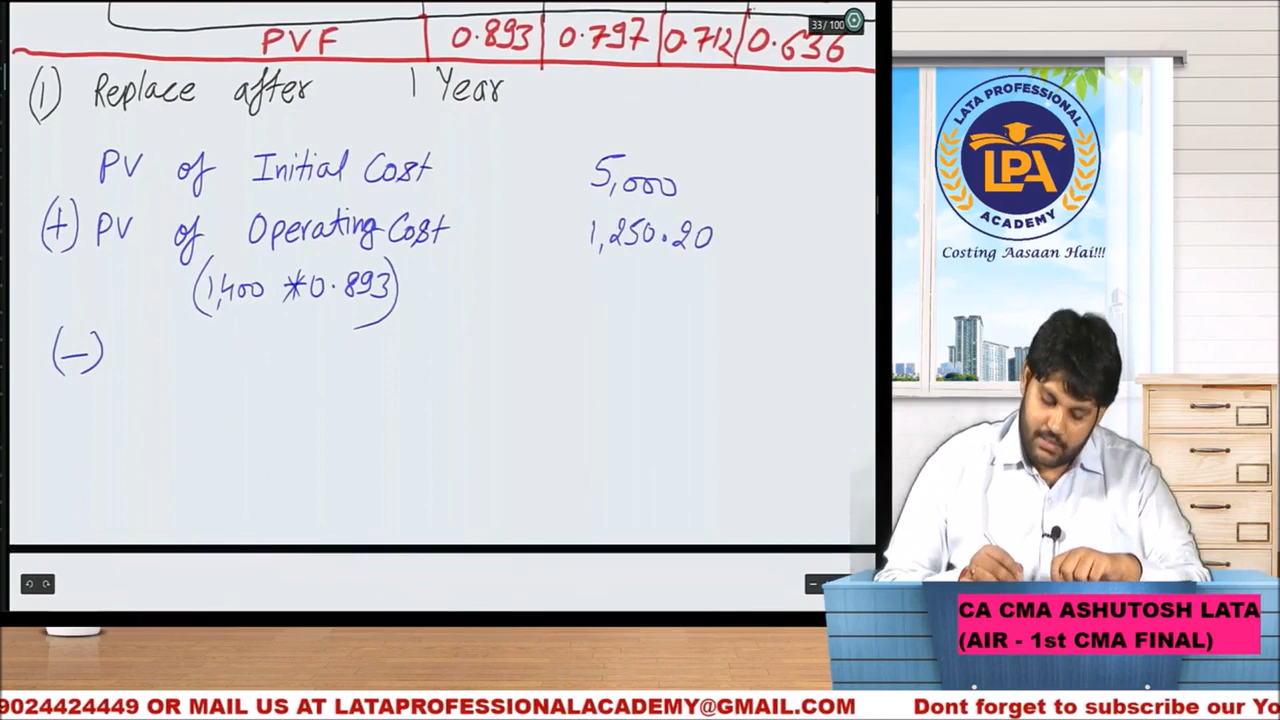 33/100
PVF 0.893 0.797 0.712 0.636
(1) Replace after 1 Year
PV of Initial Cost 5,000
(+) PV of Operating Cost 1,250.20
(1,400 *0.893)
(-)
LATA PROFESSIONAL
LPA
ACADEMY
Costing Aasaan Hai!!!
CA CMA ASHUTOSH LATA
(AIR - 1st CMA FINAL)
9024424449 OR MAIL US AT LATAPROFESSIONALACADEMY@GMAIL.COM Dont forget to subscribe our Yo